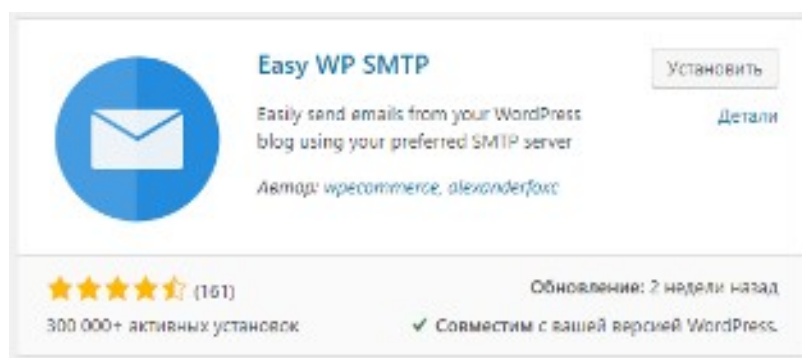 Easy WP SMTP
Установить
Easily send emails from your WordPress
Детали
blog using your preferred SMTP server
Автор: wpecommerce, alexanderfoxc
(161)
Обновление: 2 недели назад
300 000+ активных установок
✓ Совместим с вашей версией WordPress.